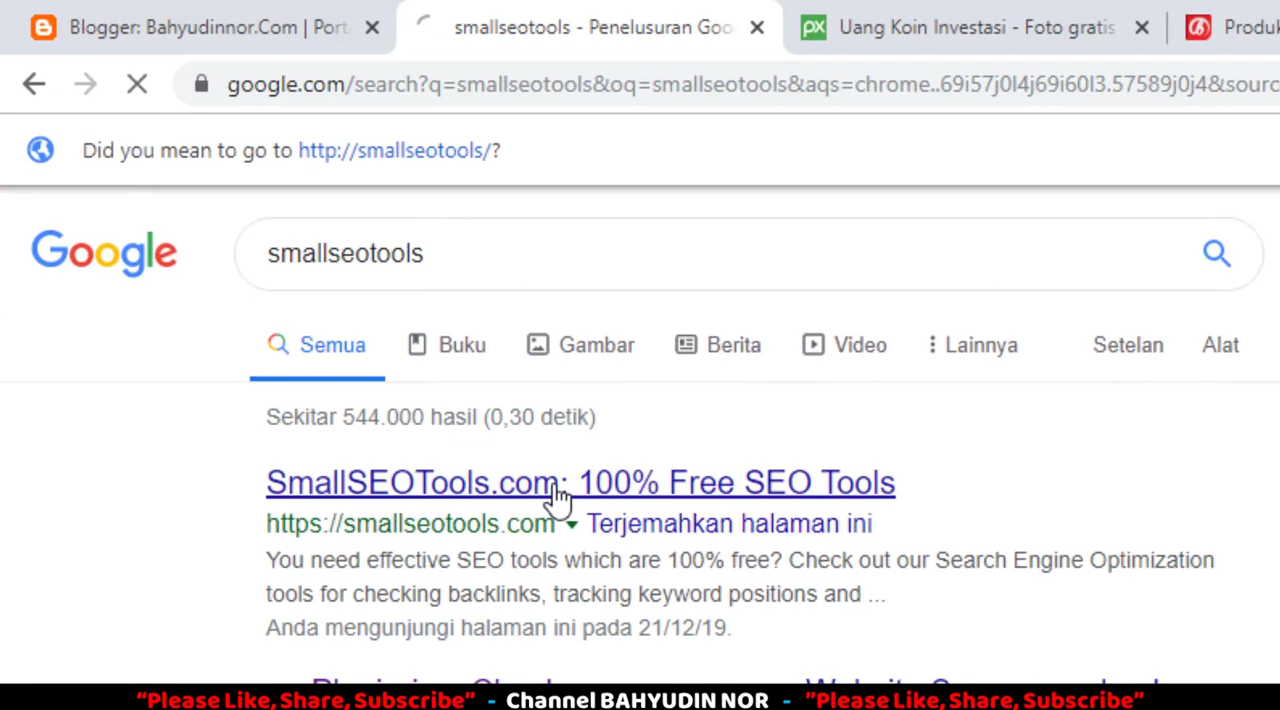 Blogger: Bahyudinnor.Com | Port
smallseotools - Penelusuran Goo
Uang Koin Investasi - Foto gratis
Produk
google.com/search?q=smallseotools&oq=smallseotools&aqs=chrome..69i57j0l4j69i60l3.57589j0j4&sourc
Did you mean to go to http://smallseotools/?
Google
smallseotools
Semua
Buku
Gambar
Berita
Video
Lainnya
Setelan
Alat
Sekitar 544.000 hasil (0,30 detik)
SmallSEOTools.com: 100% Free SEO Tools
https://smallseotools.com Terjemahkan halaman ini
You need effective SEO tools which are 100% free? Check out our Search Engine Optimization
tools for checking backlinks, tracking keyword positions and ...
Anda mengunjungi halaman ini pada 21/12/19.
"Please Like, Share, Subscribe" - Channel BAHYUDIN NOR - "Please Like, Share, Subscribe"